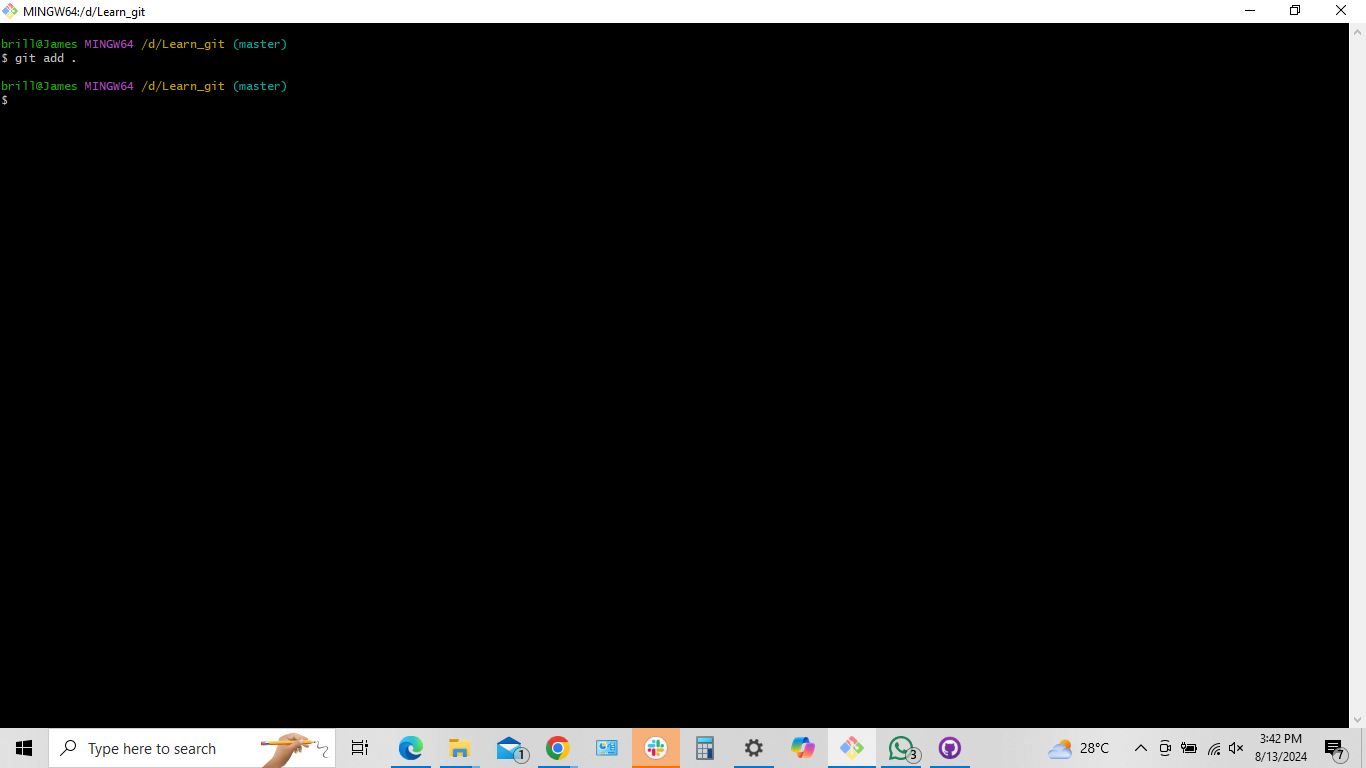 MINGW64:/d/Learn_git
brill@James MINGW64 /d/Learn_git (master)
$ git add .
brill@James MINGW64 /d/Learn_git (master)
$
Type here to search
1
3
28°C
3:42 PM
8/13/2024
7